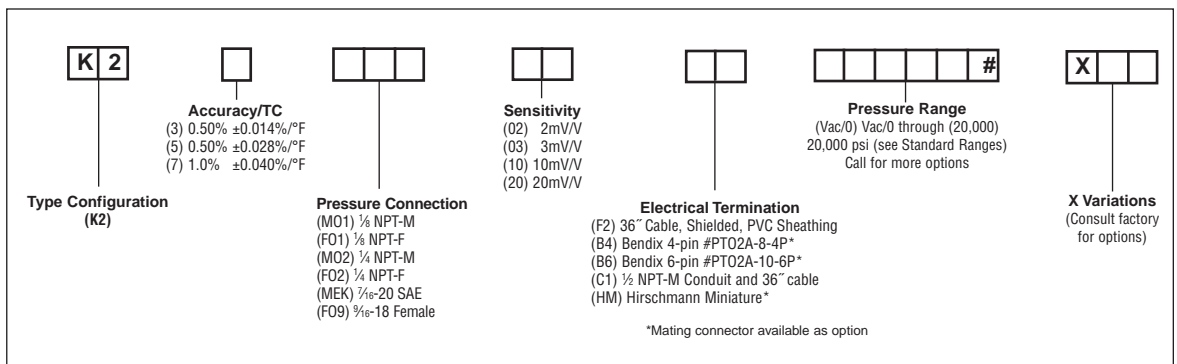 K 2
#
X
Accuracy/TC
(3) 0.50% ±0.014%/°F
(5) 0.50% ±0.028%/°F
(7) 1.0% ±0.040%/°F
Sensitivity
(02) 2mV/V
(03) 3mV/V
(10) 10mV/V
(20) 20mV/V
Pressure Range
(Vac/0) Vac/0 through (20,000)
20,000 psi (see Standard Ranges)
Call for more options
Type Configuration
(K2)
Pressure Connection
(MO1) ⅛ NPT-M
(FO1) ⅛ NPT-F
(MO2) ¼ NPT-M
(FO2) ¼ NPT-F
(MEK) 7⁄16-20 SAE
(FO9) 9⁄16-18 Female
Electrical Termination
(F2) 36˝ Cable, Shielded, PVC Sheathing
(B4) Bendix 4-pin #PTO2A-8-4P*
(B6) Bendix 6-pin #PTO2A-10-6P*
(C1) ½ NPT-M Conduit and 36˝ cable
(HM) Hirschmann Miniature*
*Mating connector available as option
X Variations
(Consult factory
for options)